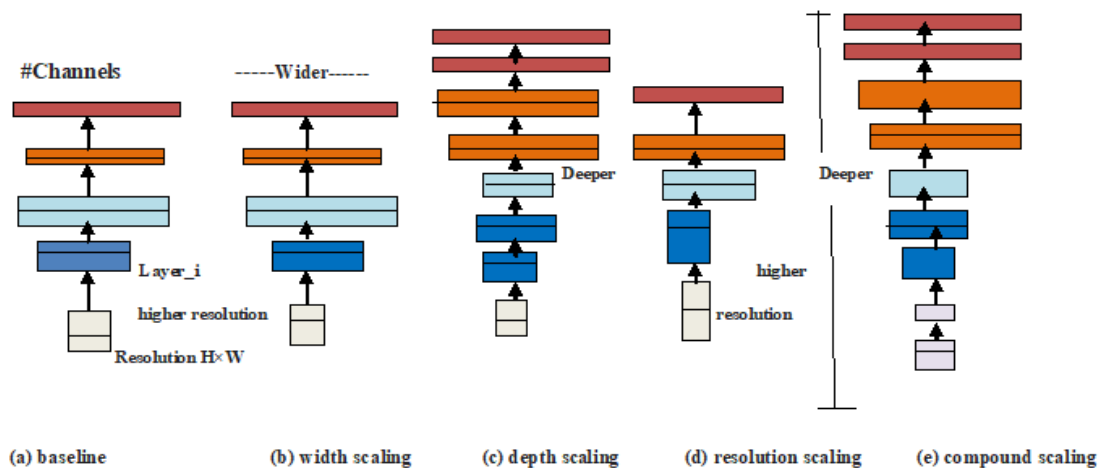 #Channels
-----Wider------
Deeper
Deeper
Layer_i
higher
higher resolution
resolution
Resolution H×W
(a) baseline
(b) width scaling
(c) depth scaling
(d) resolution scaling
(e) compound scaling